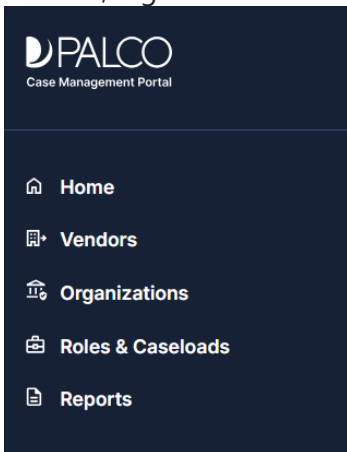 PALCO
Case Management Portal
Home
Vendors
Organizations
Roles & Caseloads
Reports